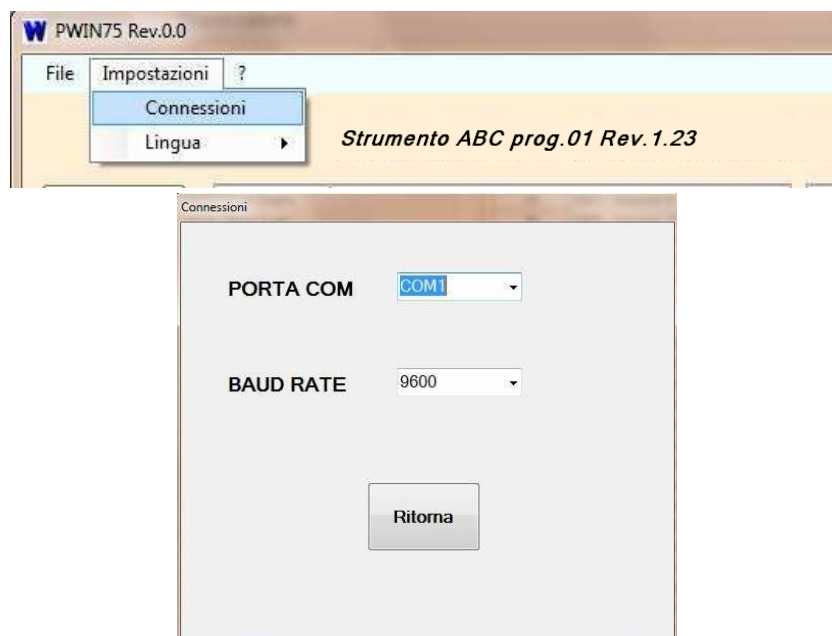 PWIN75 Rev.0.0
File Impostazioni ?
Connessioni
Lingua
Strumento ABC prog.01 Rev.1.23
Connessioni
PORTA COM COM1
BAUD RATE 9600
Ritorna